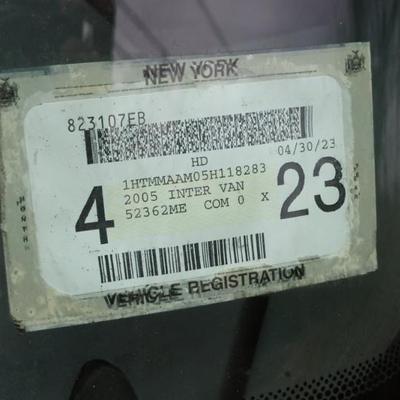 NEW YORK
823107EB
HD 04/30/23
4 1HTMMAAM05H118283 23
2005 INTER VAN
52362ME COM 0 X
VEHICLE REGISTRATION